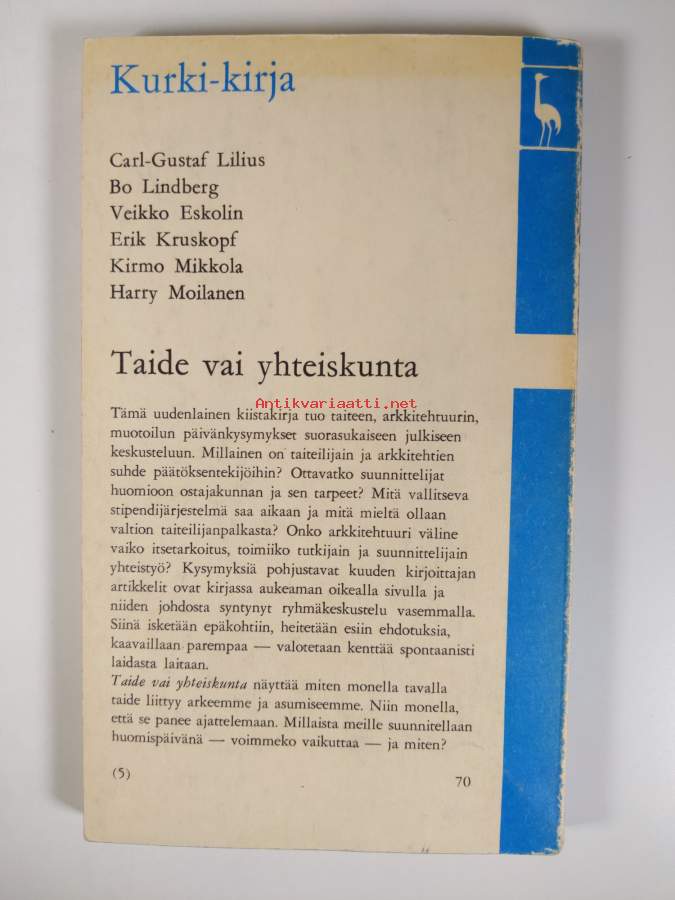 Kurki-kirja
Carl-Gustaf Lilius
Bo Lindberg
Veikko Eskolin
Erik Kruskopf
Kirmo Mikkola
Harry Moilanen
Taide vai yhteiskunta
Antikvariaatti.net
Tämä uudenlainen kiistakirja tuo taiteen, arkkitehtuurin,
muotoilun päivänkysymykset suorasukaiseen julkiseen
keskusteluun. Millainen on taiteilijain ja arkkitehtien
suhde päätöksentekijöihin? Ottavatko suunnittelijat
huomioon ostajakunnan ja sen tarpeet? Mitä vallitseva
stipendijärjestelmä saa aikaan ja mitä mieltä ollaan
valtion taiteilijanpalkasta? Onko arkkitehtuuri väline
vaiko itsetarkoitus, toimiiko tutkijain ja suunnittelijain
yhteistyö? Kysymyksiä pohjustavat kuuden kirjoittajan
artikkelit ovat kirjassa aukeaman oikealla sivulla ja
niiden johdosta syntynyt ryhmäkeskustelu vasemmalla.
Siinä isketään epäkohtiin, heitetään esiin ehdotuksia,
kaavaillaan parempaa — valotetaan kenttää spontaanisti
laidasta laitaan.
Taide vai yhteiskunta näyttää miten monella tavalla
taide liittyy arkeemme ja asumiseemme. Niin monella,
että se panee ajattelemaan. Millaista meille suunnitellaan
huomispäivänä — voimmeko vaikuttaa — ja miten?
(5)
70